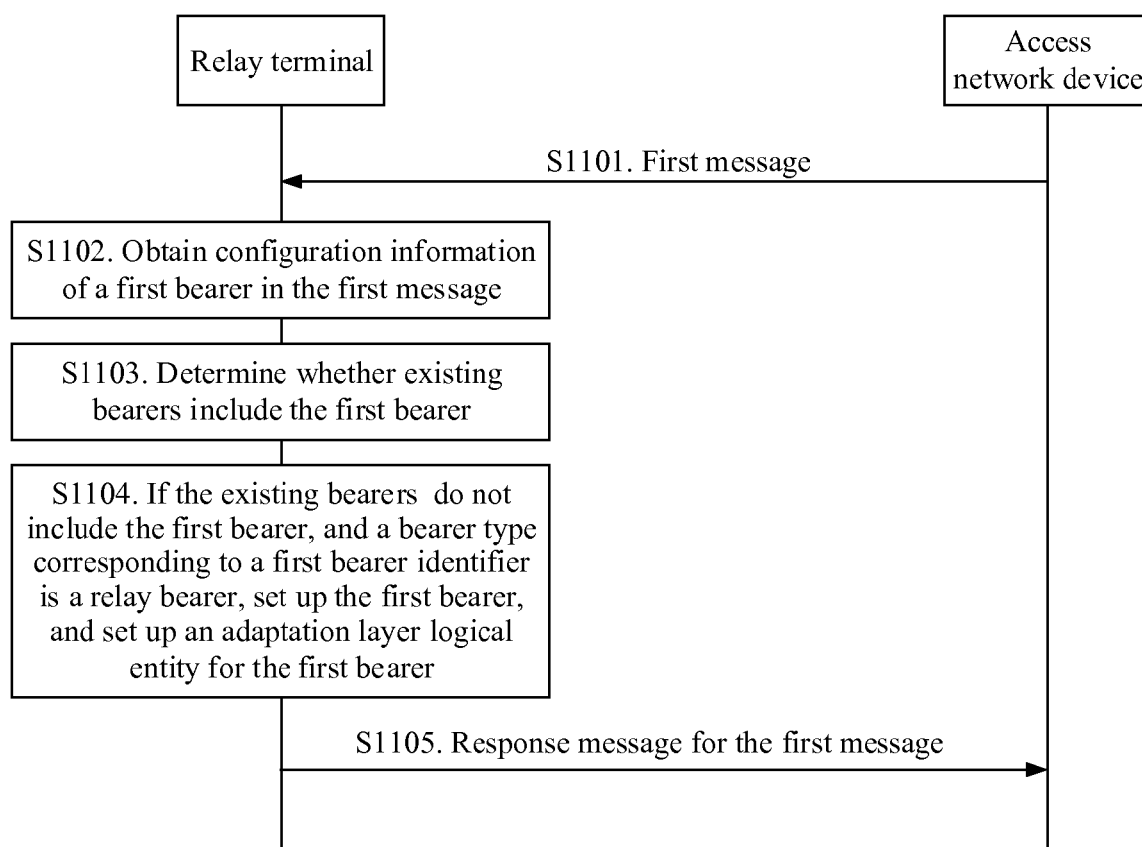 Relay terminal
Access
network device
S1101. First message
S1102. Obtain configuration information
of a first bearer in the first message
S1103. Determine whether existing
bearers include the first bearer
S1104. If the existing bearers do not
include the first bearer, and a bearer type
corresponding to a first bearer identifier
is a relay bearer, set up the first bearer,
and set up an adaptation layer logical
entity for the first bearer
S1105. Response message for the first message